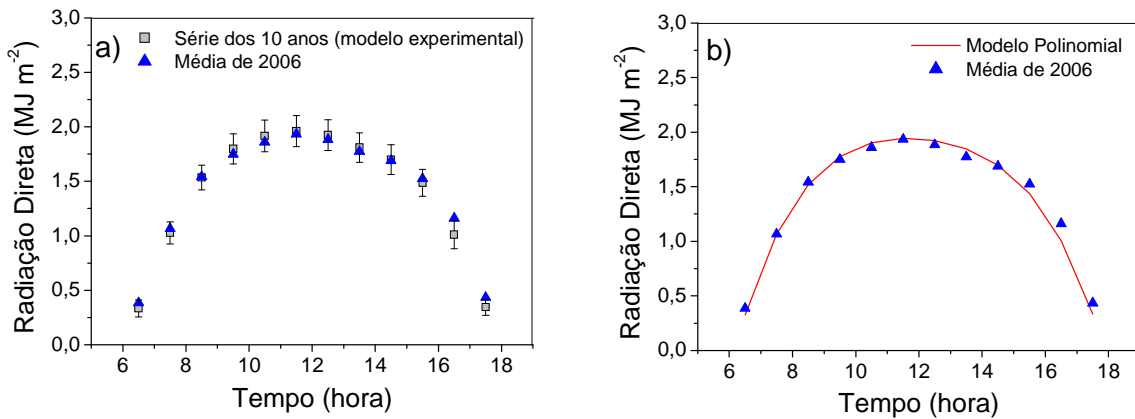 a)
Série dos 10 anos (modelo experimental)
Média de 2006
Radiação Direta (MJ m⁻²)
3,0
2,5
2,0
1,5
1,0
0,5
0,0
6 8 10 12 14 16 18
Tempo (hora)
b)
Modelo Polinomial
Média de 2006
Radiação Direta (MJ m⁻²)
3,0
2,5
2,0
1,5
1,0
0,5
0,0
6 8 10 12 14 16 18
Tempo (hora)